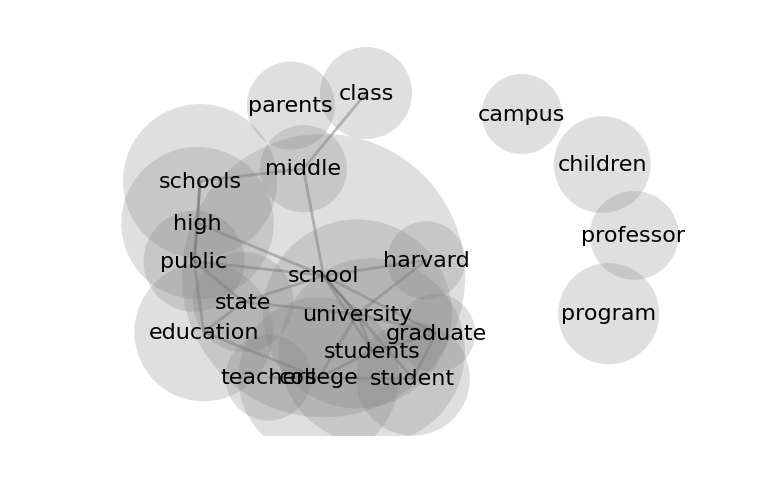 class
parents
campus
children
middle
schools
high
professor
public
harvard
school
state
university
program
education
graduate
students
teachers
college
student